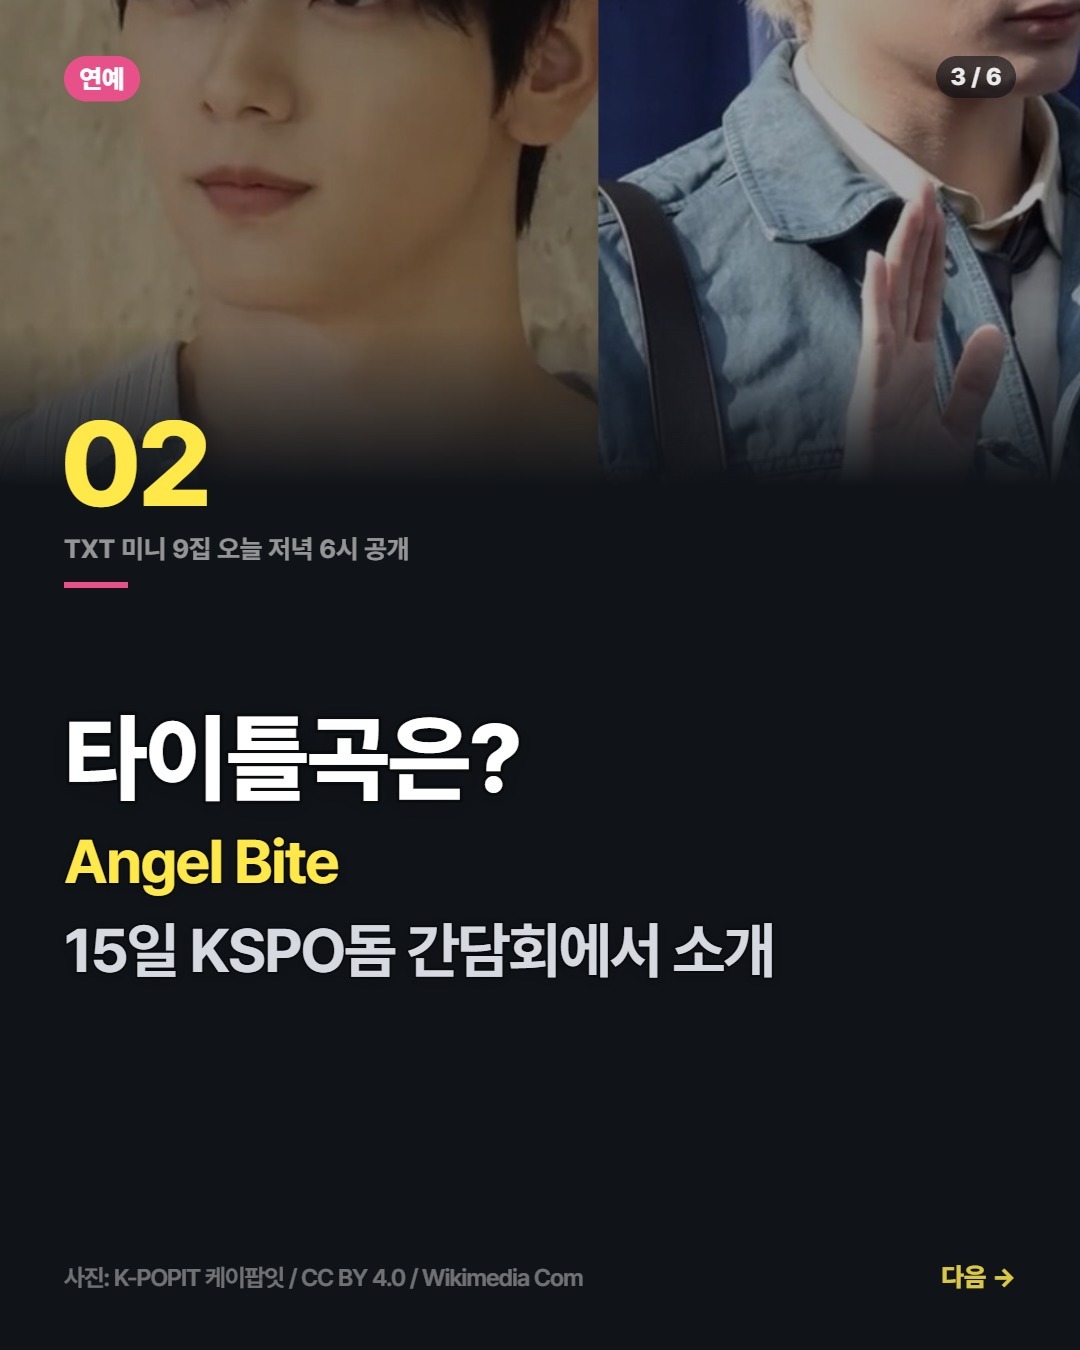 연예
3 / 6
02
TXT 미니 9집 오늘 저녁 6시 공개
타이틀곡은?
Angel Bite
15일 KSPO돔 간담회에서 소개
사진: K-POPIT 케이팝잇 / CC BY 4.0 / Wikimedia Com
다음 →